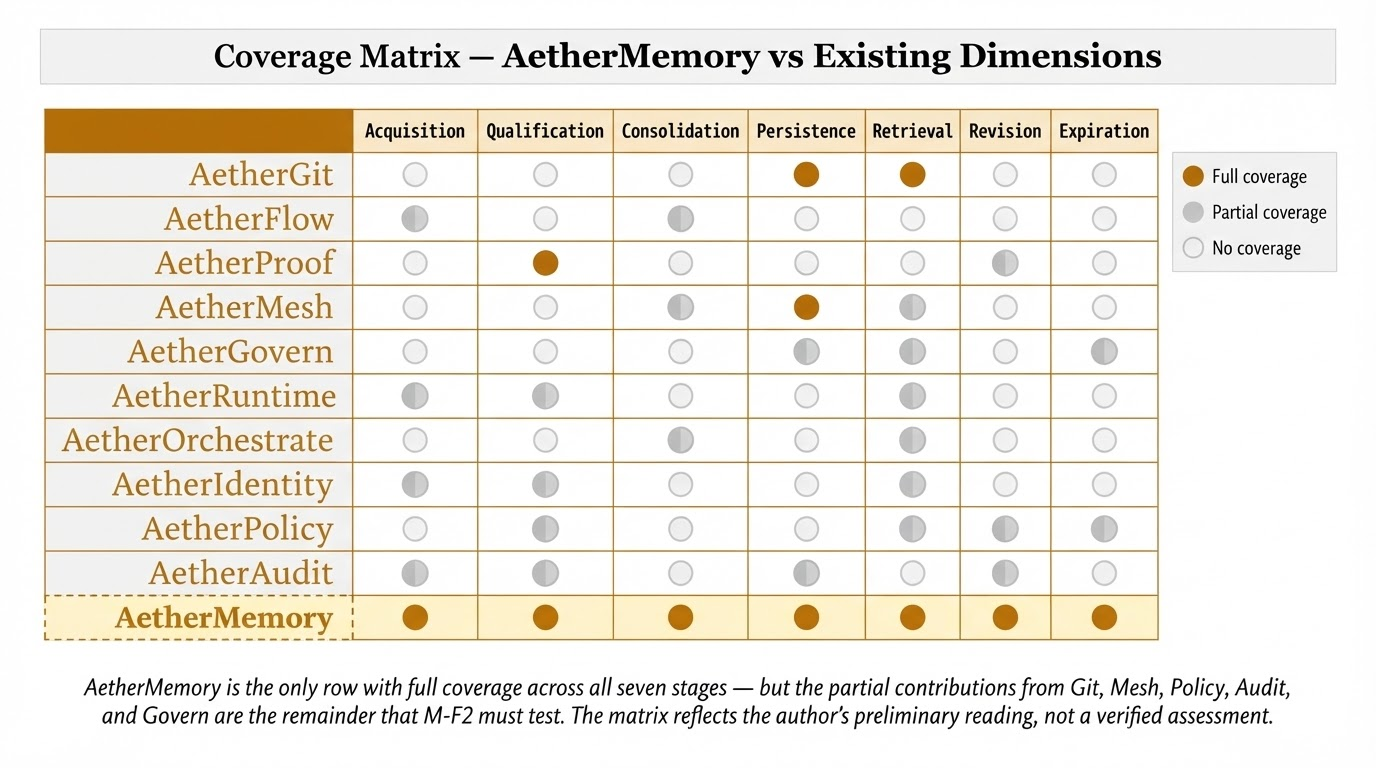 Coverage Matrix — AetherMemory vs Existing Dimensions
Acquisition Qualification Consolidation Persistence Retrieval Revision Expiration
AetherGit
AetherFlow
AetherProof
AetherMesh
AetherGovern
AetherRuntime
AetherOrchestrate
AetherIdentity
AetherPolicy
AetherAudit
AetherMemory
Full coverage
Partial coverage
No coverage
AetherMemory is the only row with full coverage across all seven stages — but the partial contributions from Git, Mesh, Policy, Audit,
and Govern are the remainder that M-F2 must test. The matrix reflects the author's preliminary reading, not a verified assessment.